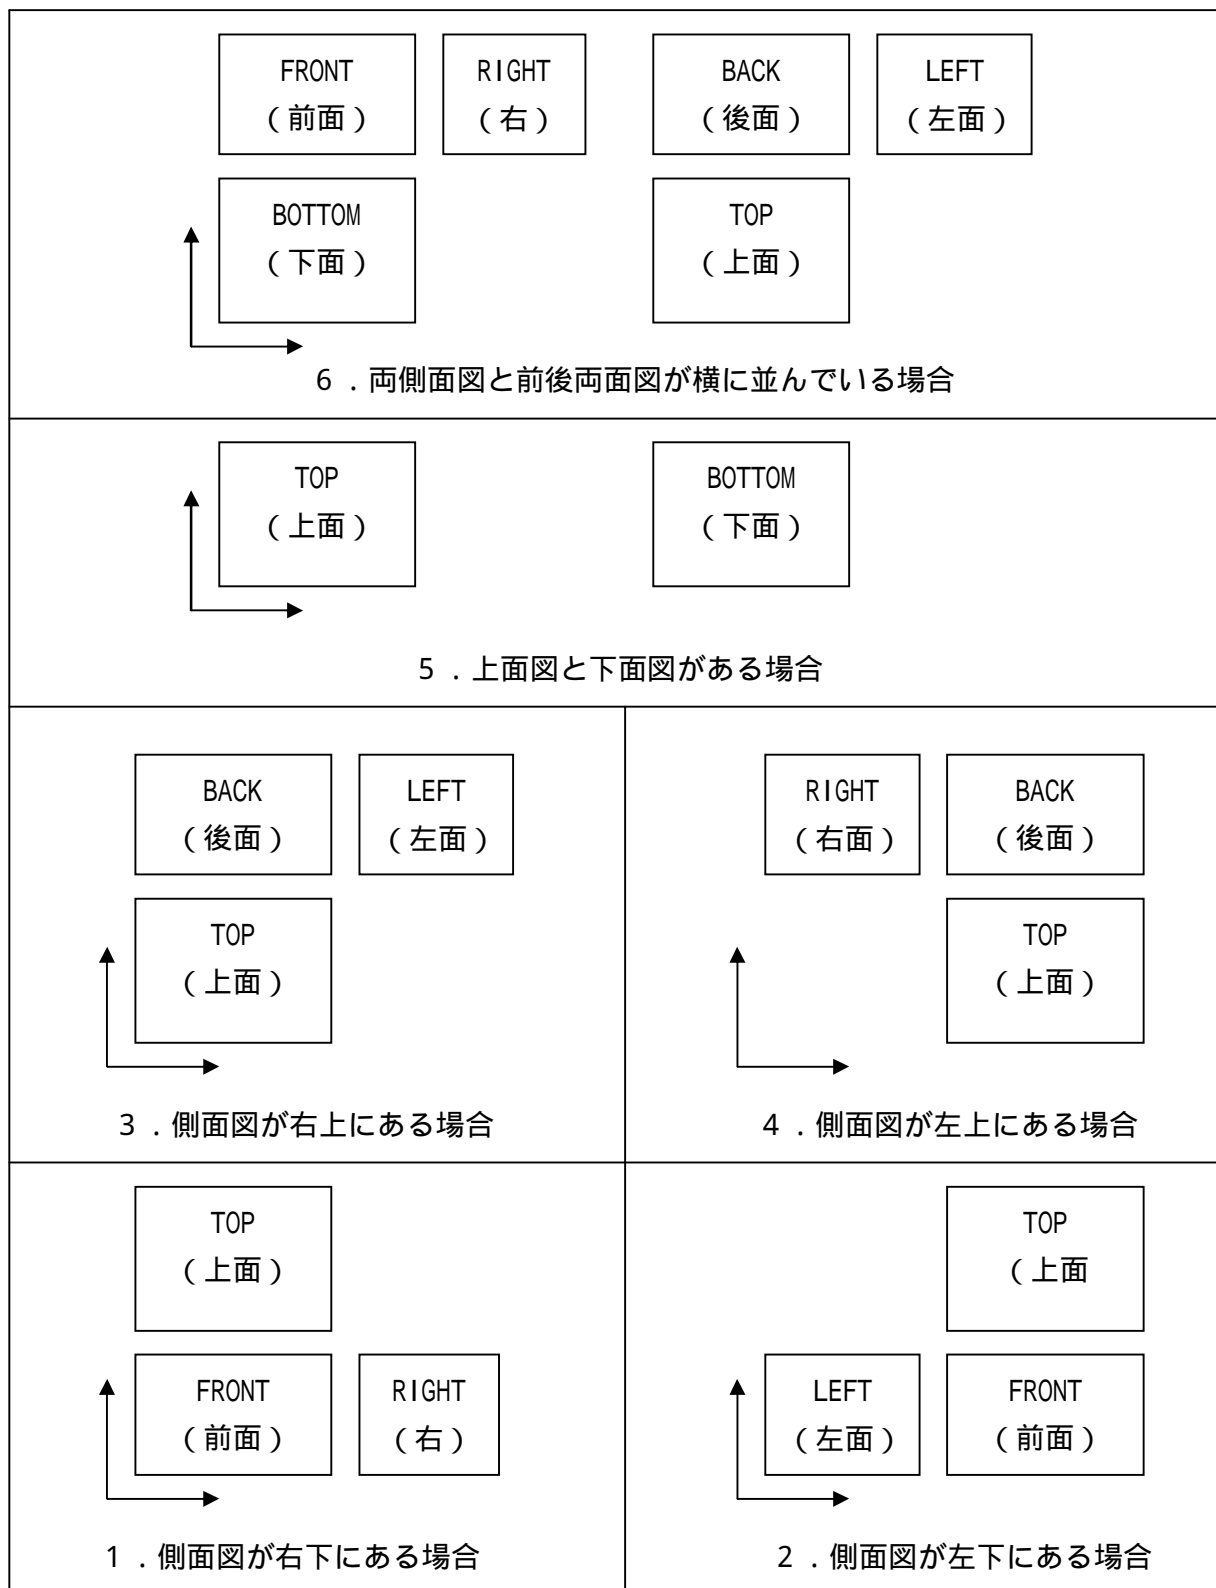 FRONT
（前面）
RIGHT
（右）
BACK
（後面）
LEFT
（左面）
BOTTOM
（下面）
TOP
（上面）
6．両側面図と前後両面図が横に並んでいる場合
TOP
（上面）
BOTTOM
（下面）
5．上面図と下面図がある場合
BACK
（後面）
LEFT
（左面）
TOP
（上面）
3．側面図が右上にある場合
RIGHT
（右面）
BACK
（後面）
TOP
（上面）
4．側面図が左上にある場合
TOP
（上面）
FRONT
（前面）
RIGHT
（右）
1．側面図が右下にある場合
TOP
（上面
LEFT
（左面）
FRONT
（前面）
2．側面図が左下にある場合